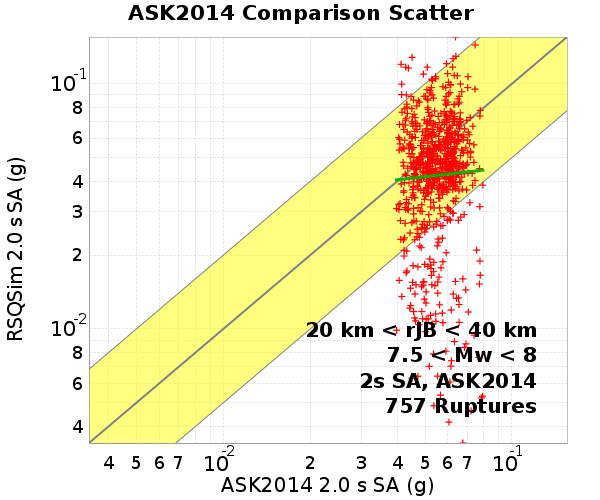 ASK2014 Comparison Scatter
RSQSim 2.0 s SA (g)
10⁻¹
8
6
4
3
2
10⁻²
8
6
4
20 km < rJB < 40 km
7.5 < Mw < 8
2s SA, ASK2014
757 Ruptures
4 5 6 7 10⁻² 2 3 4 5 6 7 10⁻¹
ASK2014 2.0 s SA (g)